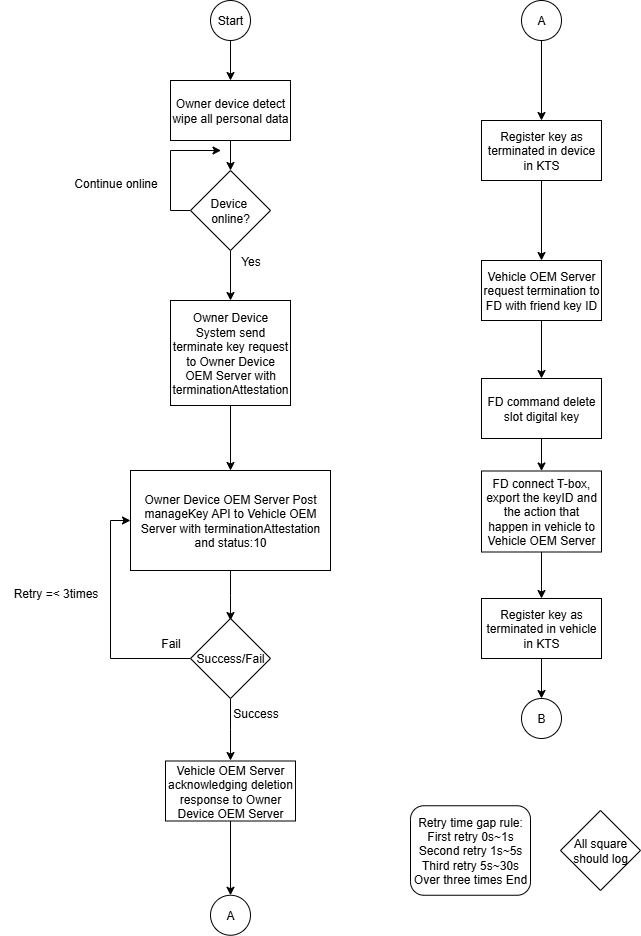 Start
Owner device detect
wipe all personal data
Continue online
Device
online?
Yes
Owner Device
System send
terminate key request
to Owner Device
OEM Server with
terminationAttestation
Owner Device OEM Server Post
manageKey API to Vehicle OEM
Server with terminationAttestation
and status:10
Retry =< 3times
Fail
Success/Fail
Success
Vehicle OEM Server
acknowledging deletion
response to Owner
Device OEM Server
A
A
Register key as
terminated in device
in KTS
Vehicle OEM Server
request termination to
FD with friend key ID
FD command delete
slot digital key
FD connect T-box,
export the keyID and
the action that
happen in vehicle to
Vehicle OEM Server
Register key as
terminated in vehicle
in KTS
B
Retry time gap rule:
First retry 0s~1s
Second retry 1s~5s
Third retry 5s~30s
Over three times End
All square
should log